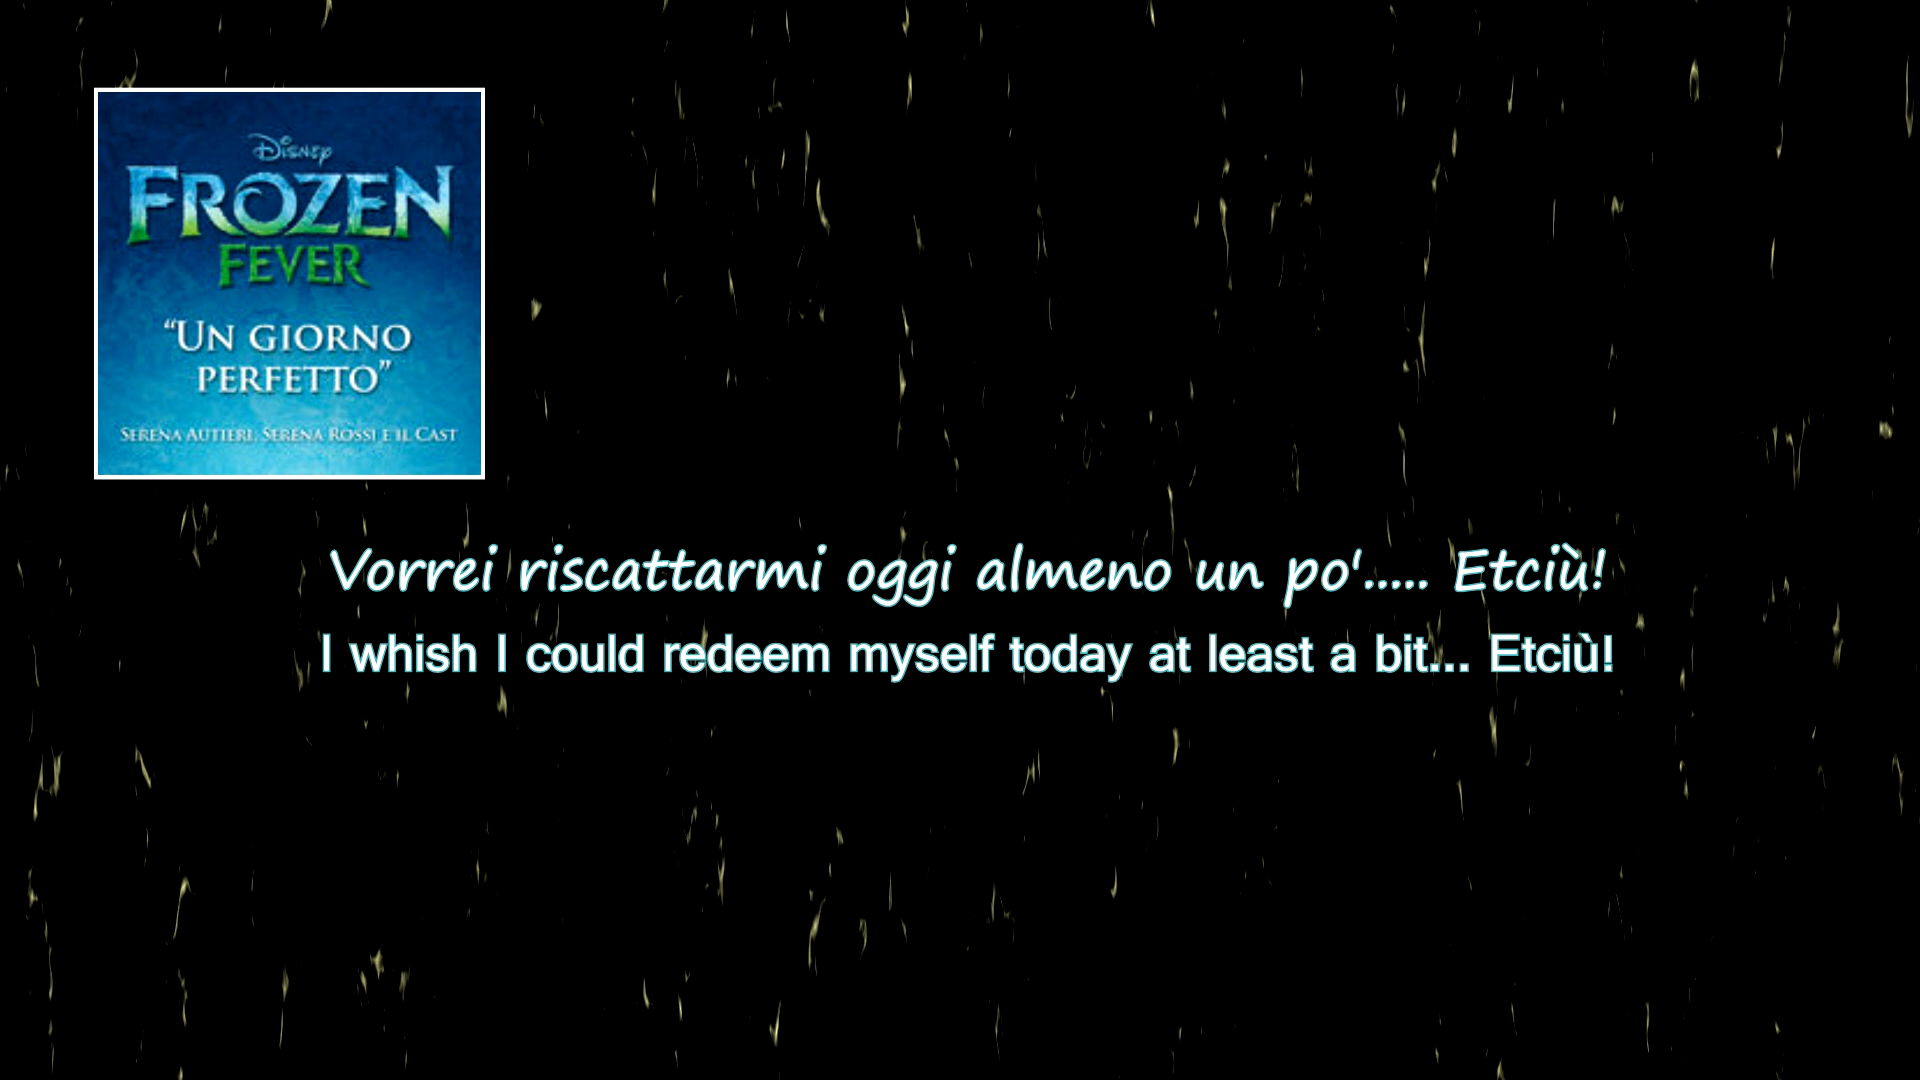 Disney
FROZEN
FEVER
“UN GIORNO
PERFETTO”
SERENA AUTIERI, SERENA ROSSI E IL CAST
Vorrei riscattarmi oggi almeno un po'..... Etciù!
I whish I could redeem myself today at least a bit... Etciù!